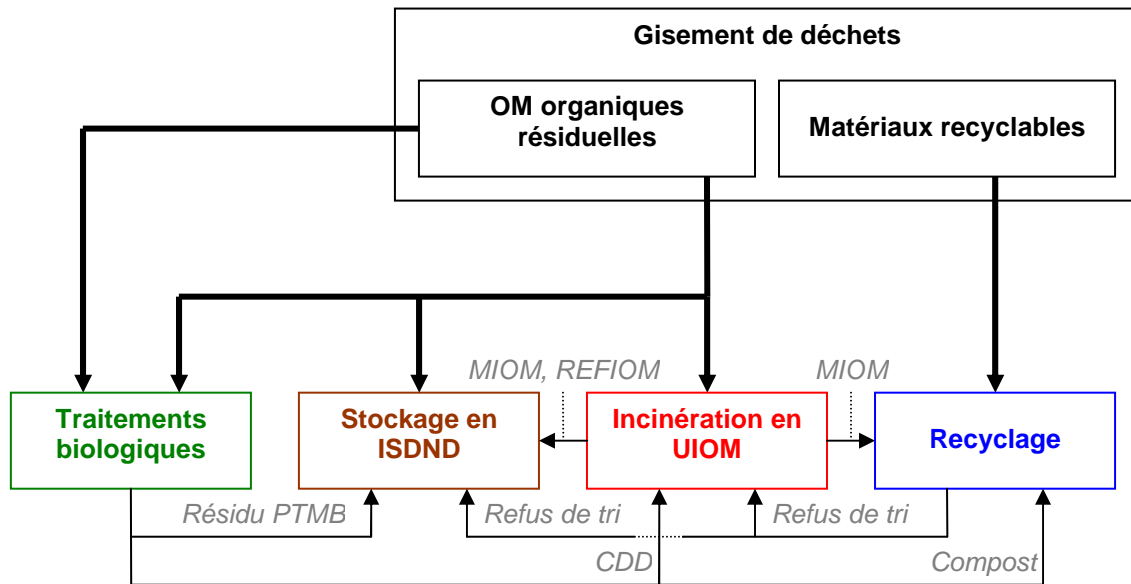 Gisement de déchets
OM organiques
résiduelles
Matériaux recyclables
MIOM, REFIOM
MIOM
Traitements
biologiques
Stockage en
ISDND
Incinération en
UIOM
Recyclage
Résidu PTMB
Refus de tri
Refus de tri
CDD
Compost